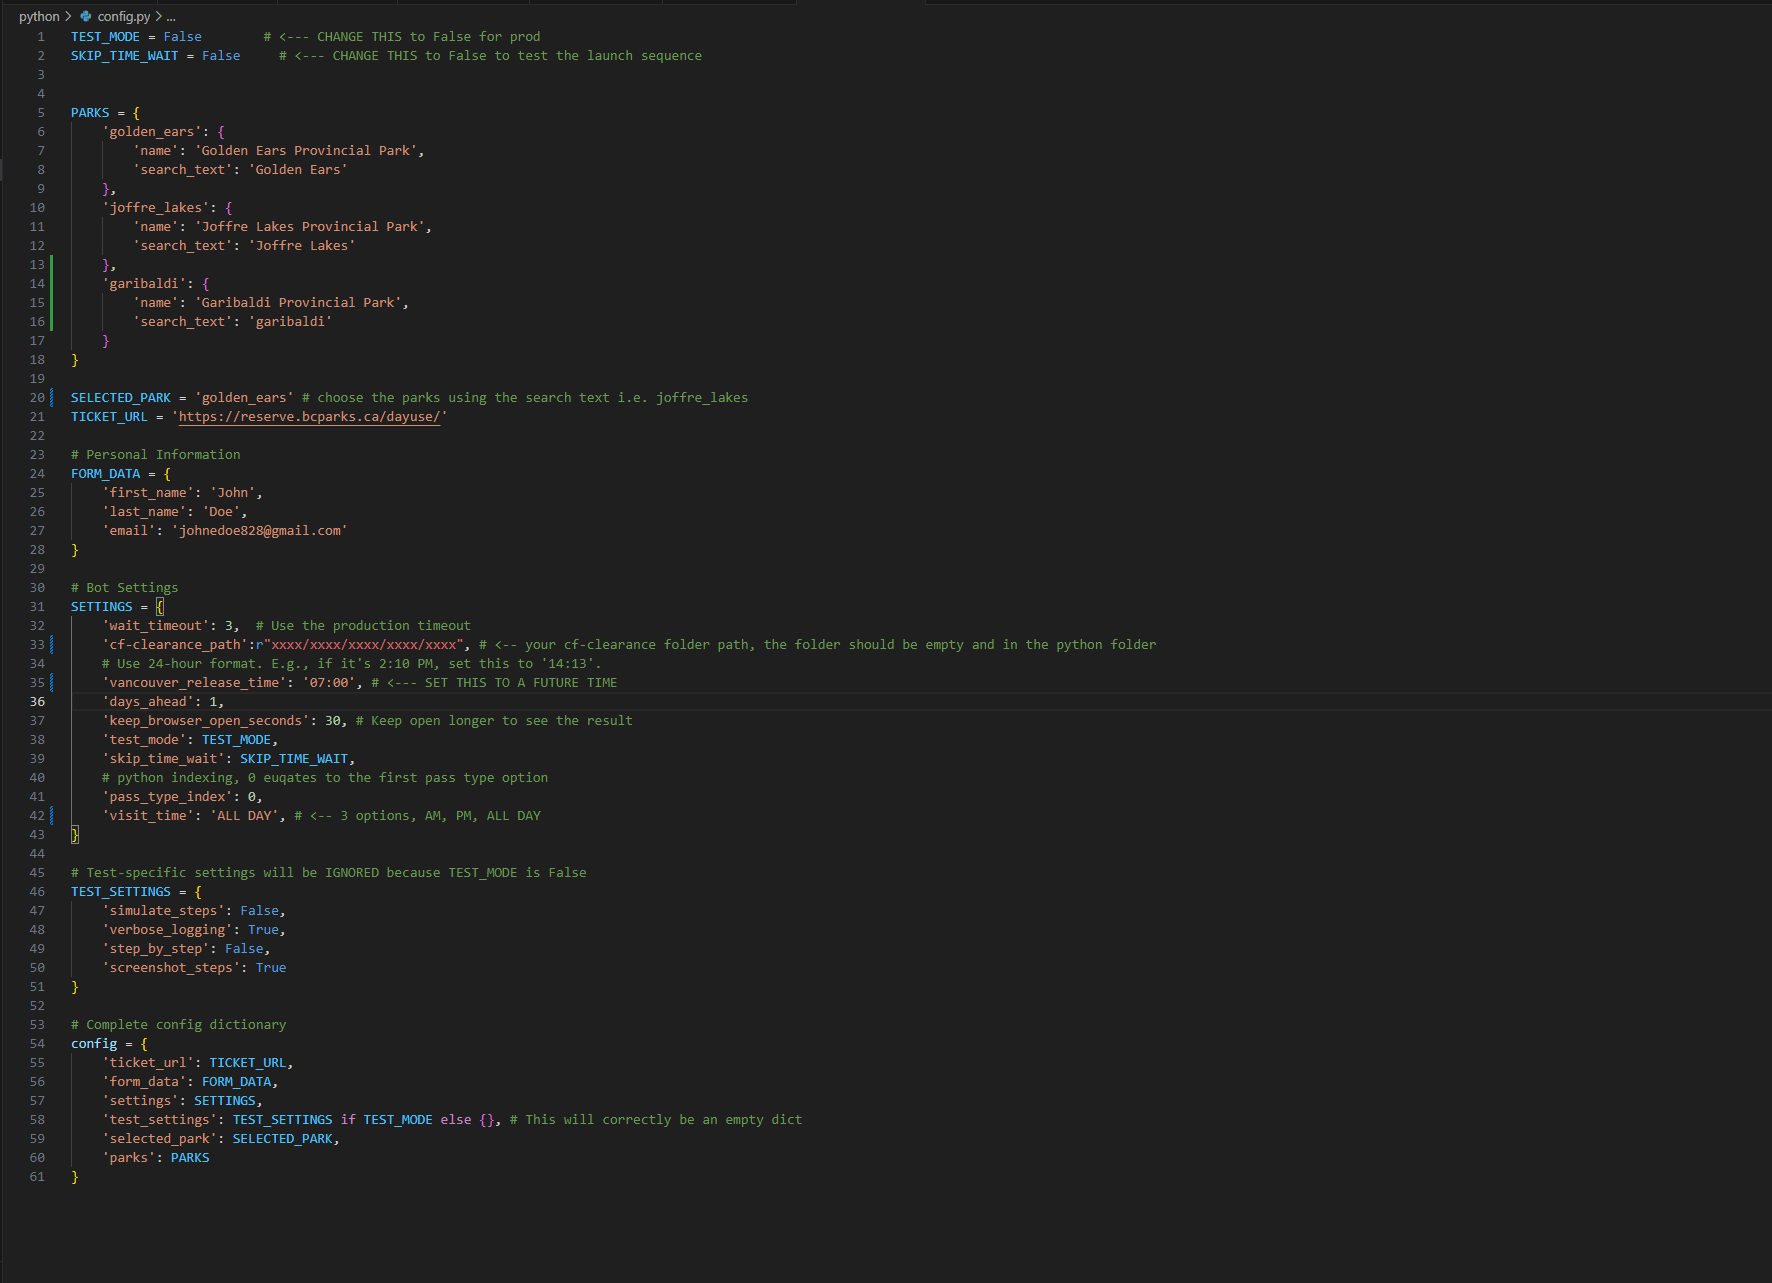 python > config.py > ...
1 TEST_MODE = False        # <--- CHANGE THIS to False for prod
2 SKIP_TIME_WAIT = False     # <--- CHANGE THIS to False to test the launch sequence
3
4
5 PARKS = {
6     'golden_ears': {
7         'name': 'Golden Ears Provincial Park',
8         'search_text': 'Golden Ears'
9     },
10     'joffre_lakes': {
11         'name': 'Joffre Lakes Provincial Park',
12         'search_text': 'Joffre Lakes'
13     },
14     'garibaldi': {
15         'name': 'Garibaldi Provincial Park',
16         'search_text': 'garibaldi'
17     }
18 }
19
20 SELECTED_PARK = 'golden_ears' # choose the parks using the search text i.e. joffre_lakes
21 TICKET_URL = 'https://reserve.bcparks.ca/dayuse/'
22
23 # Personal Information
24 FORM_DATA = {
25     'first_name': 'John',
26     'last_name': 'Doe',
27     'email': 'johnedoe828@gmail.com'
28 }
29
30 # Bot Settings
31 SETTINGS = {
32     'wait_timeout': 3,  # Use the production timeout
33     'cf-clearance_path':r"xxxx/xxxx/xxxx/xxxx/xxxx", # <-- your cf-clearance folder path, the folder should be empty and in the python folder
34     # Use 24-hour format. E.g., if it's 2:10 PM, set this to '14:13'.
35     'vancouver_release_time': '07:00', # <--- SET THIS TO A FUTURE TIME
36     'days_ahead': 1,
37     'keep_browser_open_seconds': 30, # Keep open longer to see the result
38     'test_mode': TEST_MODE,
39     'skip_time_wait': SKIP_TIME_WAIT,
40     # python indexing, 0 euqates to the first pass type option
41     'pass_type_index': 0,
42     'visit_time': 'ALL DAY', # <-- 3 options, AM, PM, ALL DAY
43 }
44
45 # Test-specific settings will be IGNORED because TEST_MODE is False
46 TEST_SETTINGS = {
47     'simulate_steps': False,
48     'verbose_logging': True,
49     'step_by_step': False,
50     'screenshot_steps': True
51 }
52
53 # Complete config dictionary
54 config = {
55     'ticket_url': TICKET_URL,
56     'form_data': FORM_DATA,
57     'settings': SETTINGS,
58     'test_settings': TEST_SETTINGS if TEST_MODE else {}, # This will correctly be an empty dict
59     'selected_park': SELECTED_PARK,
60     'parks': PARKS
61 }